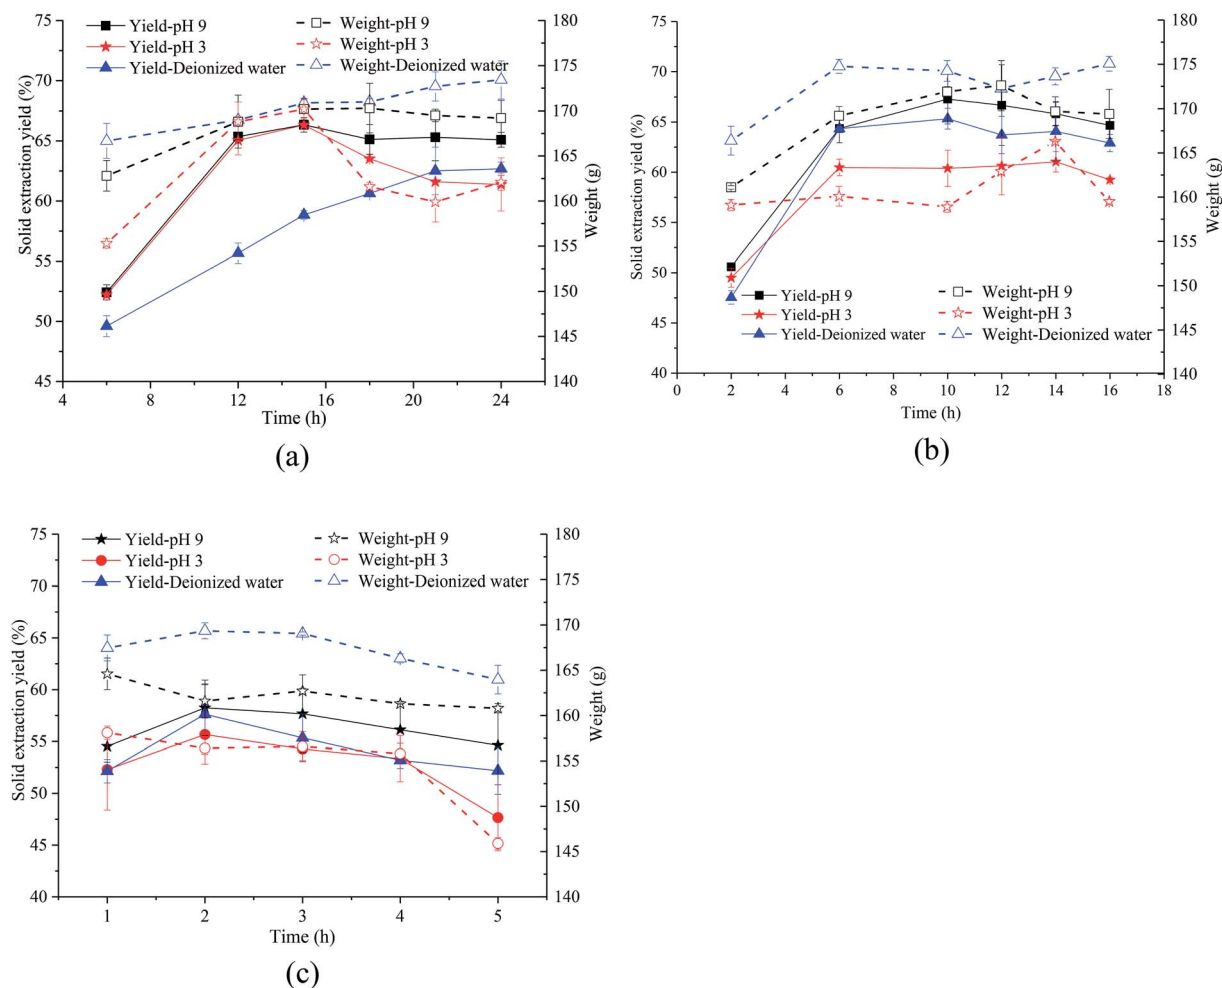 75
70
65
60
55
50
45
Solid extraction yield (%)
Yield-pH 9
Yield-pH 3
Yield-Deionized water
Weight-pH 9
Weight-pH 3
Weight-Deionized water
180
175
170
165
160
155
150
145
140
Weight (g)
4 8 12 16 20 24
Time (h)
(a)
75
70
65
60
55
50
45
40
Solid extraction yield (%)
Yield-pH 9
Yield-pH 3
Yield-Deionized water
Weight-pH 9
Weight-pH 3
Weight-Deionized water
180
175
170
165
160
155
150
145
140
Weight (g)
0 2 4 6 8 10 12 14 16 18
Time (h)
(b)
75
70
65
60
55
50
45
40
Solid extraction yield (%)
Yield-pH 9
Yield-pH 3
Yield-Deionized water
Weight-pH 9
Weight-pH 3
Weight-Deionized water
180
175
170
165
160
155
150
145
140
Weight (g)
1 2 3 4 5
Time (h)
(c)